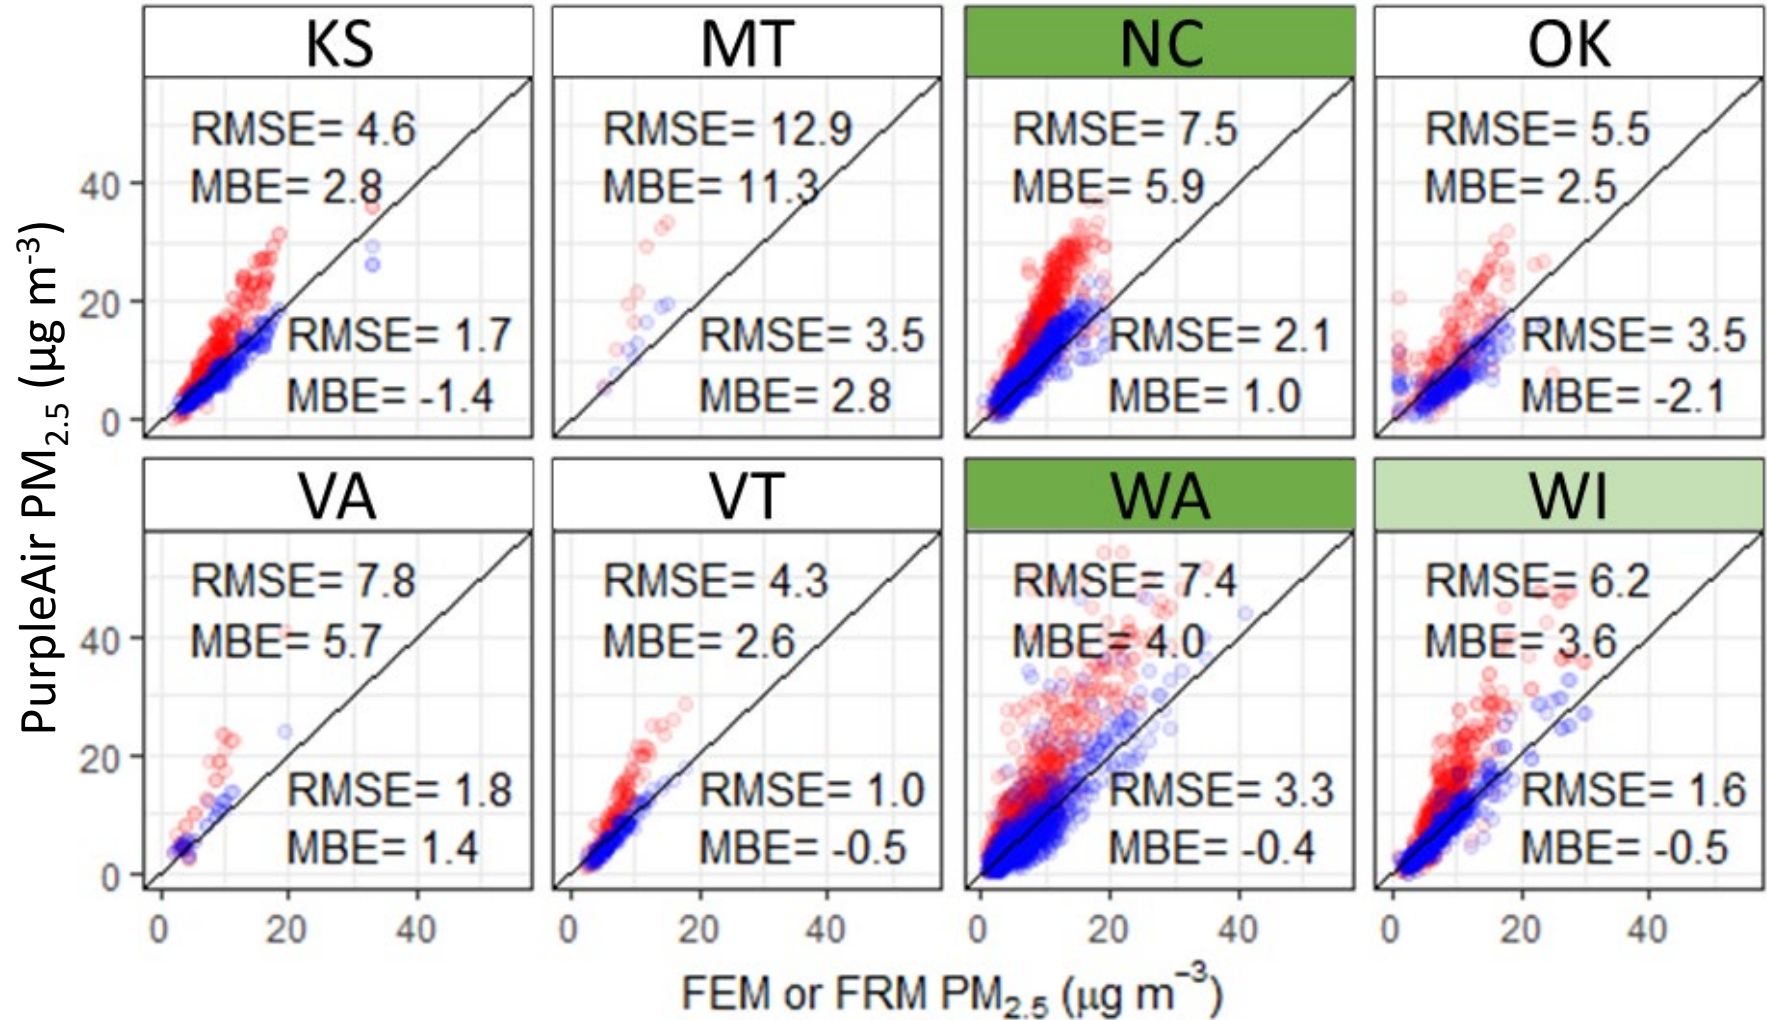 KS
MT
NC
OK
RMSE= 4.6
MBE= 2.8
RMSE= 1.7
MBE= -1.4
RMSE= 12.9
MBE= 11.3
RMSE= 3.5
MBE= 2.8
RMSE= 7.5
MBE= 5.9
RMSE= 2.1
MBE= 1.0
RMSE= 5.5
MBE= 2.5
RMSE= 3.5
MBE= -2.1
40
20
0
VA
VT
WA
WI
RMSE= 7.8
MBE= 5.7
RMSE= 1.8
MBE= 1.4
RMSE= 4.3
MBE= 2.6
RMSE= 1.0
MBE= -0.5
RMSE= 7.4
MBE= 4.0
RMSE= 3.3
MBE= -0.4
RMSE= 6.2
MBE= 3.6
RMSE= 1.6
MBE= -0.5
40
20
0
0 20 40
0 20 40
0 20 40
0 20 40
PurpleAir PM2.5 (µg m-3)
FEM or FRM PM2.5 (µg m−3)